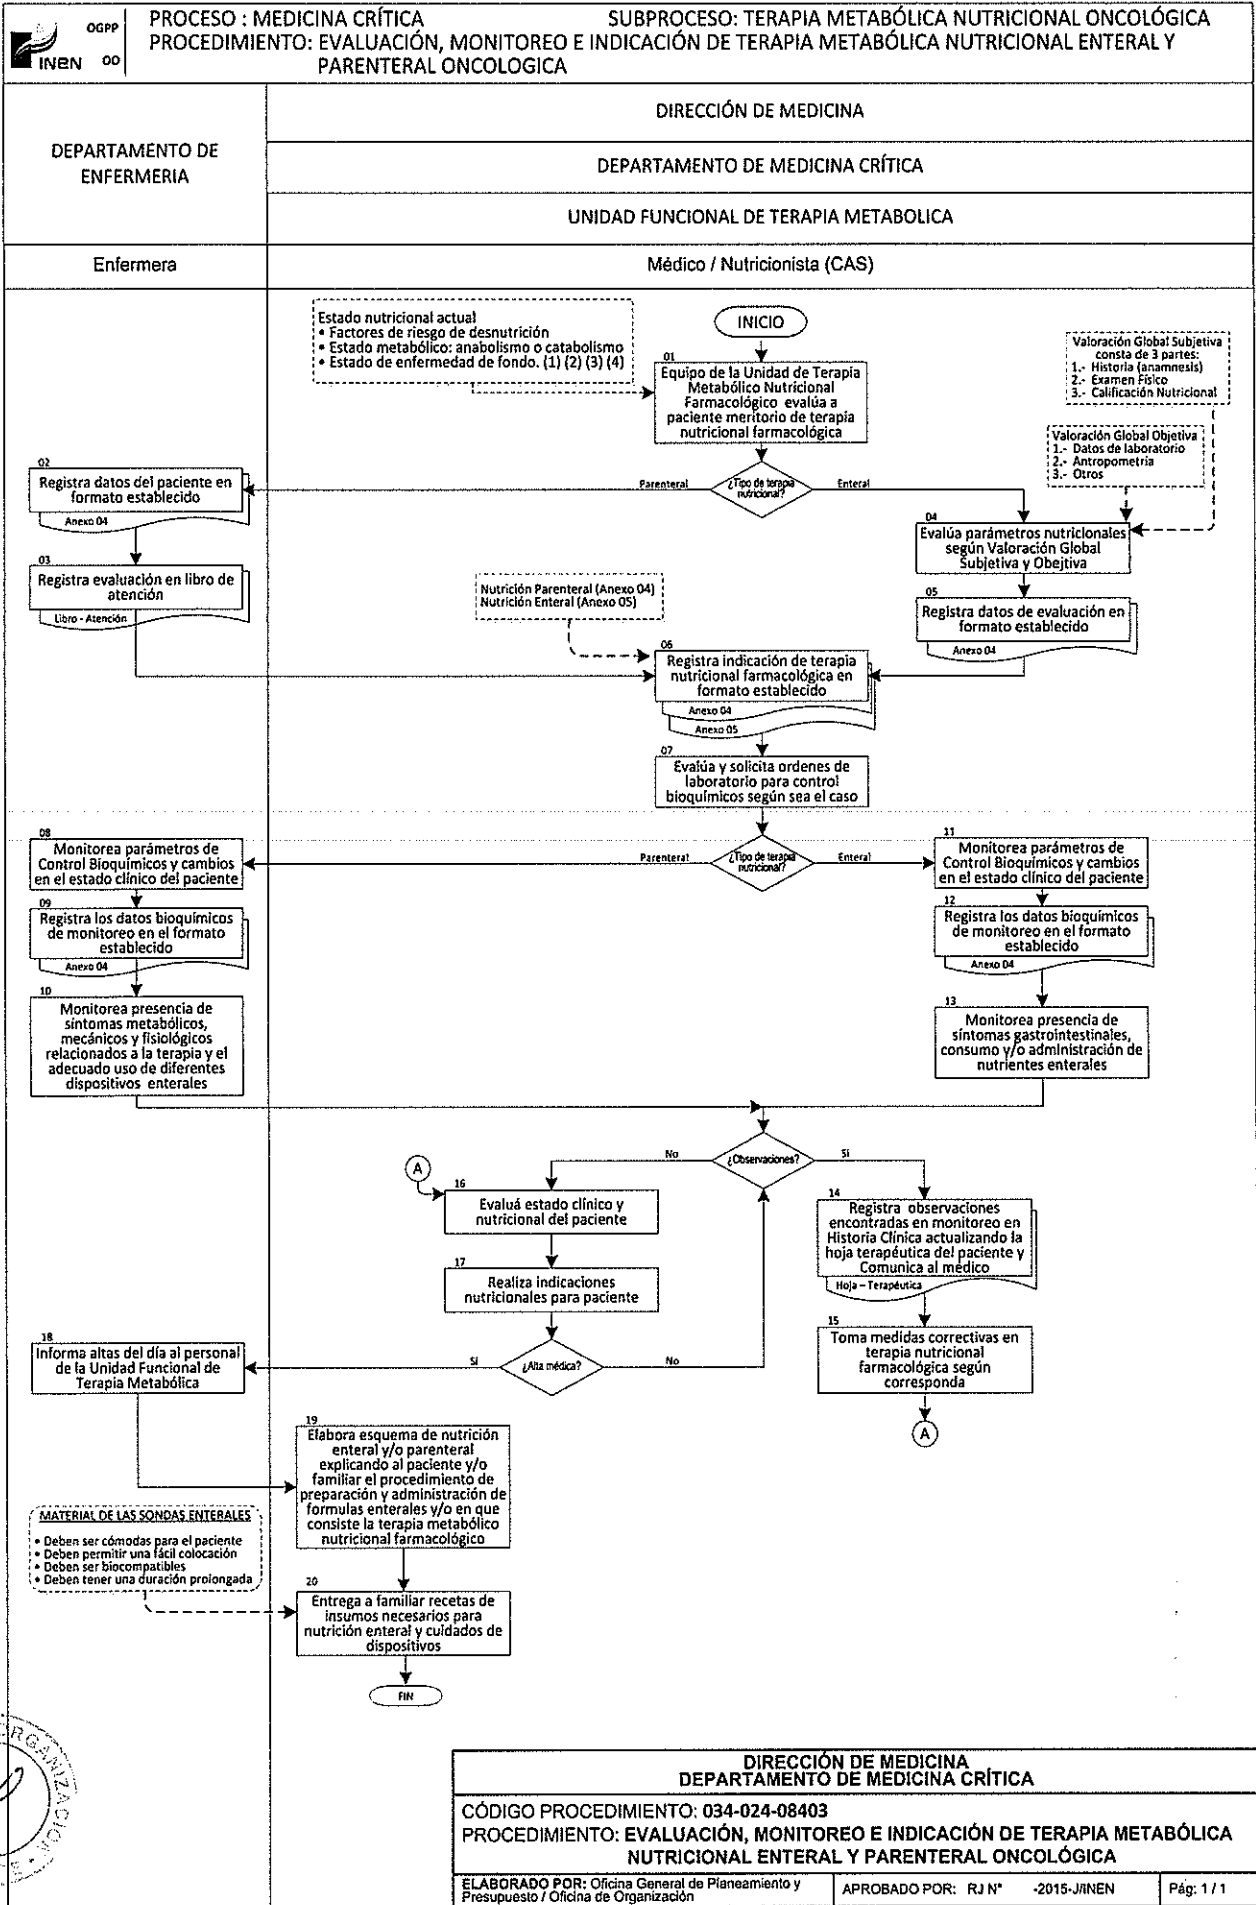 OGPP
INEN OO
PROCESO : MEDICINA CRÍTICA SUBPROCESO: TERAPIA METABÓLICA NUTRICIONAL ONCOLÓGICA
PROCEDIMIENTO: EVALUACIÓN, MONITOREO E INDICACIÓN DE TERAPIA METABÓLICA NUTRICIONAL ENTERAL Y
PARENTERAL ONCOLOGICA
DEPARTAMENTO DE
ENFERMERIA
DIRECCIÓN DE MEDICINA
DEPARTAMENTO DE MEDICINA CRÍTICA
UNIDAD FUNCIONAL DE TERAPIA METABOLICA
Enfermera
Médico / Nutricionista (CAS)
Estado nutricional actual
• Factores de riesgo de desnutrición
• Estado metabólico: anabolismo o catabolismo
• Estado de enfermedad de fondo. (1) (2) (3) (4)
INICIO
Valoración Global Subjetiva
consta de 3 partes:
1.- Historia (anamnesis)
2.- Examen Físico
3.- Calificación Nutricional
01
Equipo de la Unidad de Terapia
Metabólico Nutricional
Farmacológico evalúa a
paciente meritorio de terapia
nutricional farmacológica
Valoración Global Objetiva
1.- Datos de laboratorio
2.- Antropometría
3.- Otros
02
Registra datos del paciente en
formato establecido
Anexo 04
Parenteral
¿Tipo de terapia
nutricional?
Enteral
04
Evalúa parámetros nutricionales
según Valoración Global
Subjetiva y Obejtiva
03
Registra evaluación en libro de
atención
Libro - Atención
Nutrición Parenteral (Anexo 04)
Nutrición Enteral (Anexo 05)
05
Registra datos de evaluación en
formato establecido
Anexo 04
06
Registra indicación de terapia
nutricional farmacológica en
formato establecido
Anexo 04
Anexo 05
07
Evalúa y solicita ordenes de
laboratorio para control
bioquímicos según sea el caso
08
Monitorea parámetros de
Control Bioquímicos y cambios
en el estado clínico del paciente
Parenteral
¿Tipo de terapia
nutricional?
Enteral
11
Monitorea parámetros de
Control Bioquímicos y cambios
en el estado clínico del paciente
09
Registra los datos bioquímicos
de monitoreo en el formato
establecido
Anexo 04
12
Registra los datos bioquímicos
de monitoreo en el formato
establecido
Anexo 04
10
Monitorea presencia de
síntomas metabólicos,
mecánicos y fisiológicos
relacionados a la terapia y el
adecuado uso de diferentes
dispositivos enterales
13
Monitorea presencia de
síntomas gastrointestinales,
consumo y/o administración de
nutrientes enterales
No
¿Observaciones?
Si
A
16
Evaluá estado clínico y
nutricional del paciente
14
Registra observaciones
encontradas en monitoreo en
Historia Clínica actualizando la
hoja terapéutica del paciente y
Comunica al médico
Hoja – Terapéutica
17
Realiza indicaciones
nutricionales para paciente
15
Toma medidas correctivas en
terapia nutricional
farmacológica según
corresponda
A
18
Informa altas del día al personal
de la Unidad Funcional de
Terapia Metabólica
Si
¿Alta médica?
No
19
Elabora esquema de nutrición
enteral y/o parenteral
explicando al paciente y/o
familiar el procedimiento de
preparación y administración de
formulas enterales y/o en que
consiste la terapia metabólico
nutricional farmacológico
MATERIAL DE LAS SONDAS ENTERALES
• Deben ser cómodas para el paciente
• Deben permitir una fácil colocación
• Deben ser biocompatibles
• Deben tener una duración prolongada
20
Entrega a familiar recetas de
insumos necesarios para
nutrición enteral y cuidados de
dispositivos
FIN
ORGANIZACIÓN
DIRECCIÓN DE MEDICINA
DEPARTAMENTO DE MEDICINA CRÍTICA
CÓDIGO PROCEDIMIENTO: 034-024-08403
PROCEDIMIENTO: EVALUACIÓN, MONITOREO E INDICACIÓN DE TERAPIA METABÓLICA
NUTRICIONAL ENTERAL Y PARENTERAL ONCOLÓGICA
ELABORADO POR: Oficina General de Planeamiento y
Presupuesto / Oficina de Organización
APROBADO POR: RJ N° -2015-J/INEN
Pág: 1 / 1